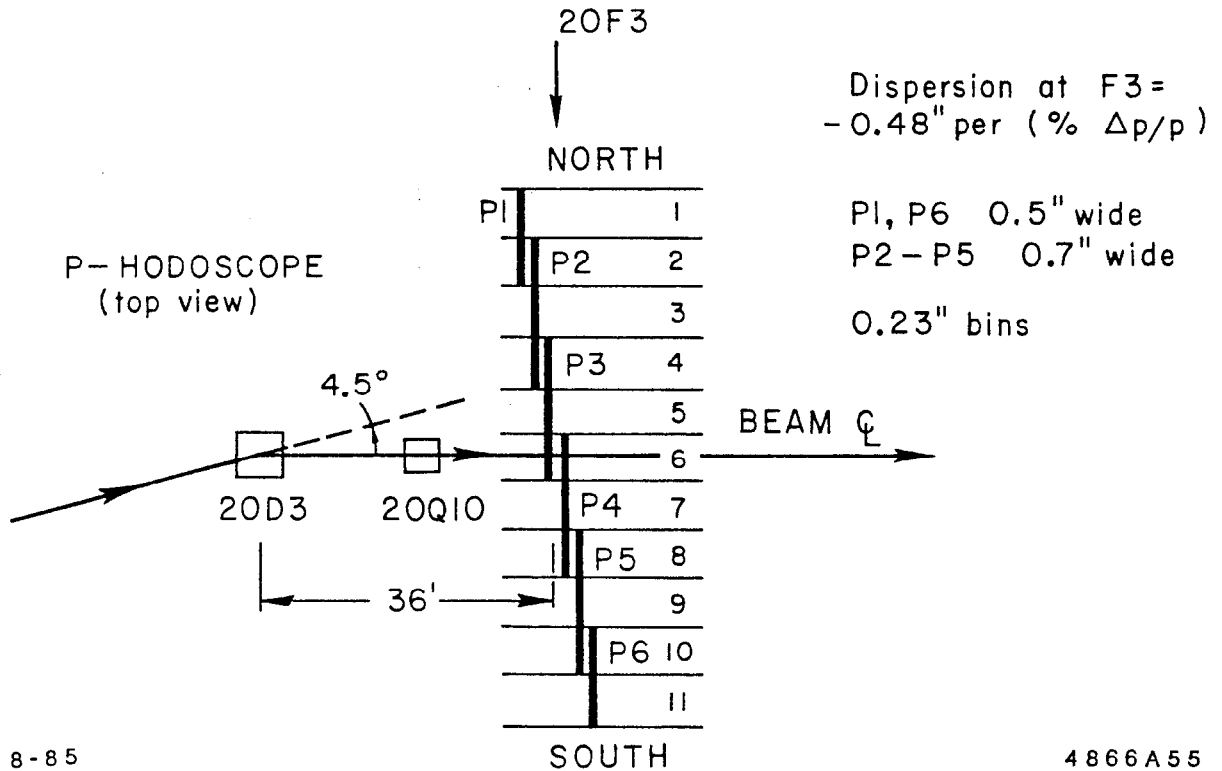 20F3
Dispersion at F3 =
-0.48" per (% Δp/p)
NORTH
P1
1
P1, P6 0.5" wide
P-HODOSCOPE
(top view)
P2
2
P2-P5 0.7" wide
3
0.23" bins
P3
4
4.5°
5
BEAM ℄
6
20D3
20Q10
P4
7
P5
8
36'
9
P6
10
11
8-85
SOUTH
4866A55